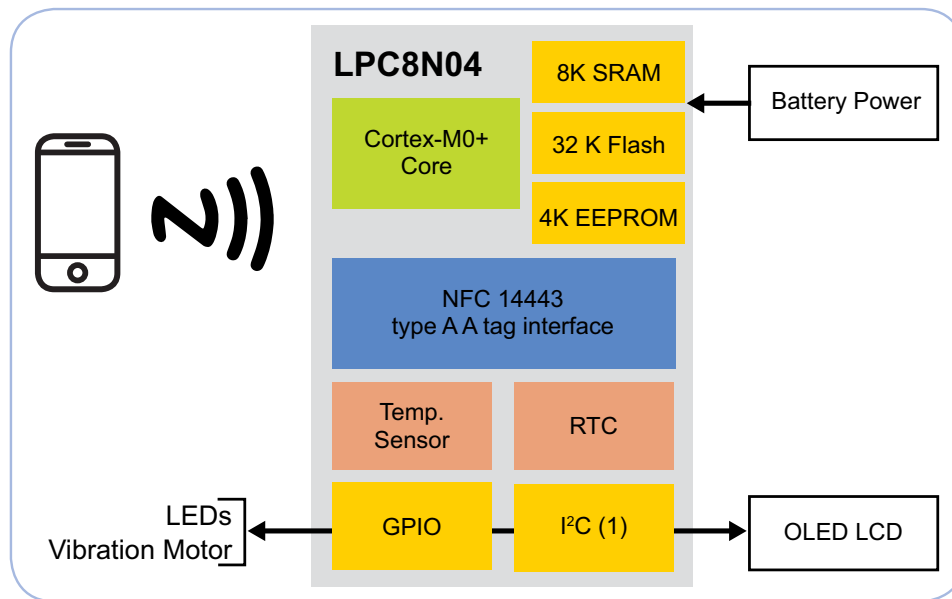 LPC8N04
8K SRAM
Battery Power
Cortex-M0+
Core
32 K Flash
4K EEPROM
NFC 14443
type A A tag interface
Temp.
Sensor
RTC
LEDs
Vibration Motor
GPIO
I²C (1)
OLED LCD